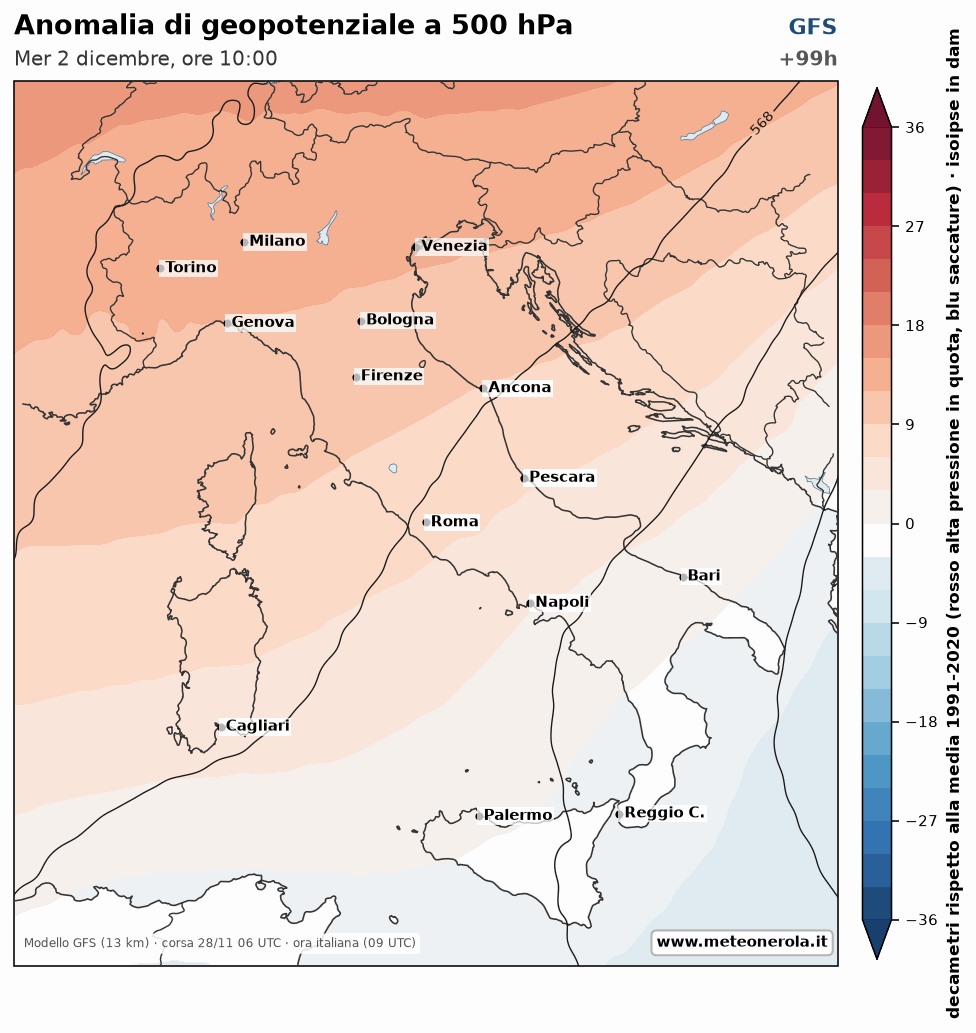 Anomalia di geopotenziale a 500 hPa
GFS
Mer 2 dicembre, ore 10:00
+99h
568
Milano
Venezia
Torino
Genova
Bologna
Firenze
Ancona
Pescara
Roma
Bari
Napoli
Cagliari
Palermo
Reggio C.
Modello GFS (13 km) · corsa 28/11 06 UTC · ora italiana (09 UTC)
www.meteonerola.it
36
27
18
9
0
−9
−18
−27
−36
decametri rispetto alla media 1991-2020 (rosso alta pressione in quota, blu saccature) · isoipse in dam